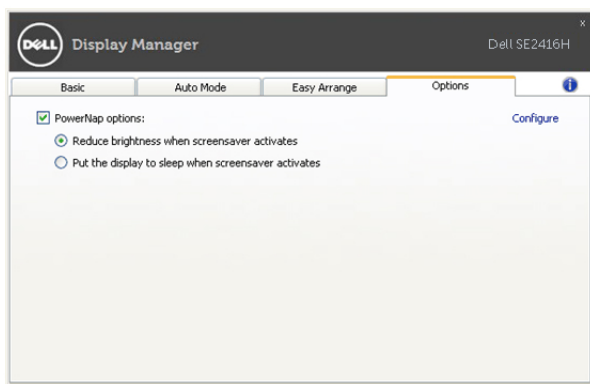 x
DELL Display Manager Dell SE2416H
Basic Auto Mode Easy Arrange Options i
PowerNap options: Configure
Reduce brightness when screensaver activates
Put the display to sleep when screensaver activates